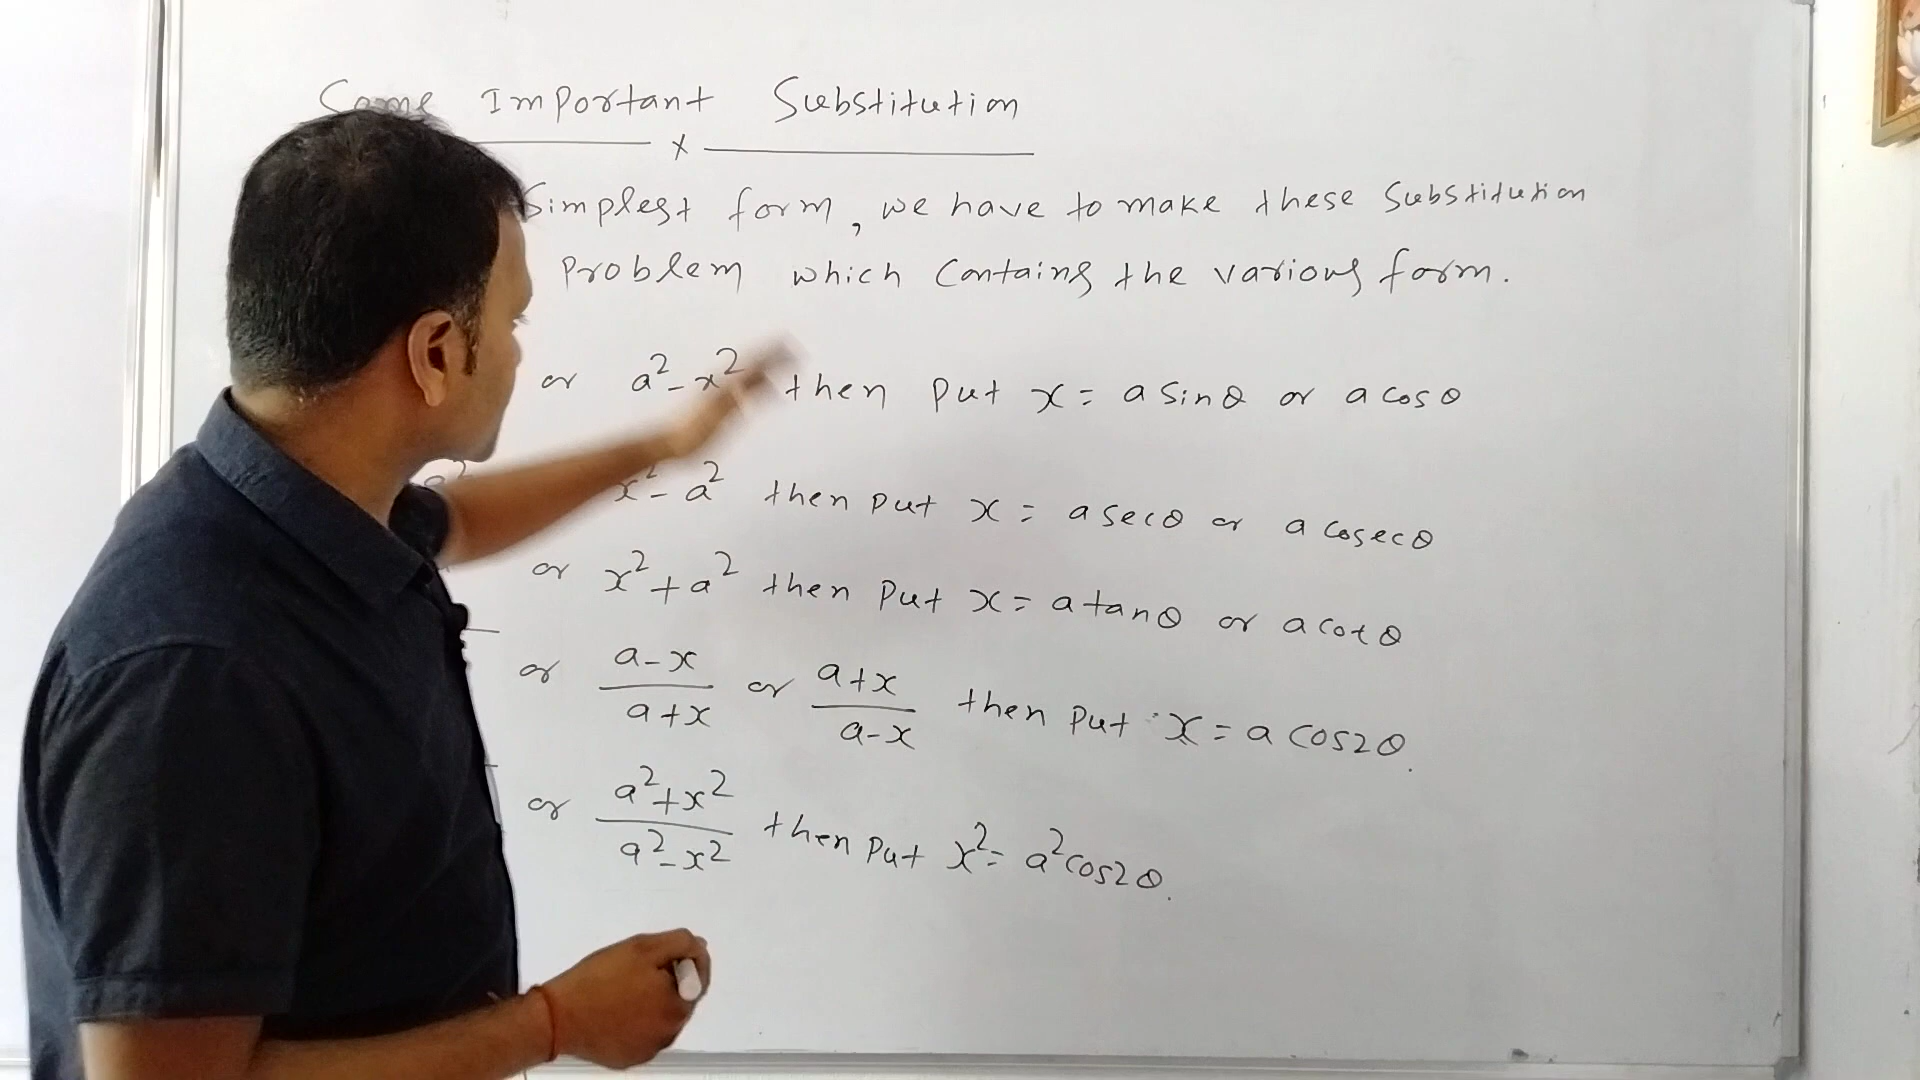 Some Important Substitution
x
Simplest form, we have to make these Substitution
Problem which Contains the various form.
or a²-x² then put x = a sinθ or a cosθ
a² x²-a² then put x = a secθ or a cosecθ
or x²+a² then put x = a tanθ or a cotθ
or a-x/a+x or a+x/a-x then put x = a cos2θ.
or a²+x²/a²-x² then put x² = a²cos2θ.